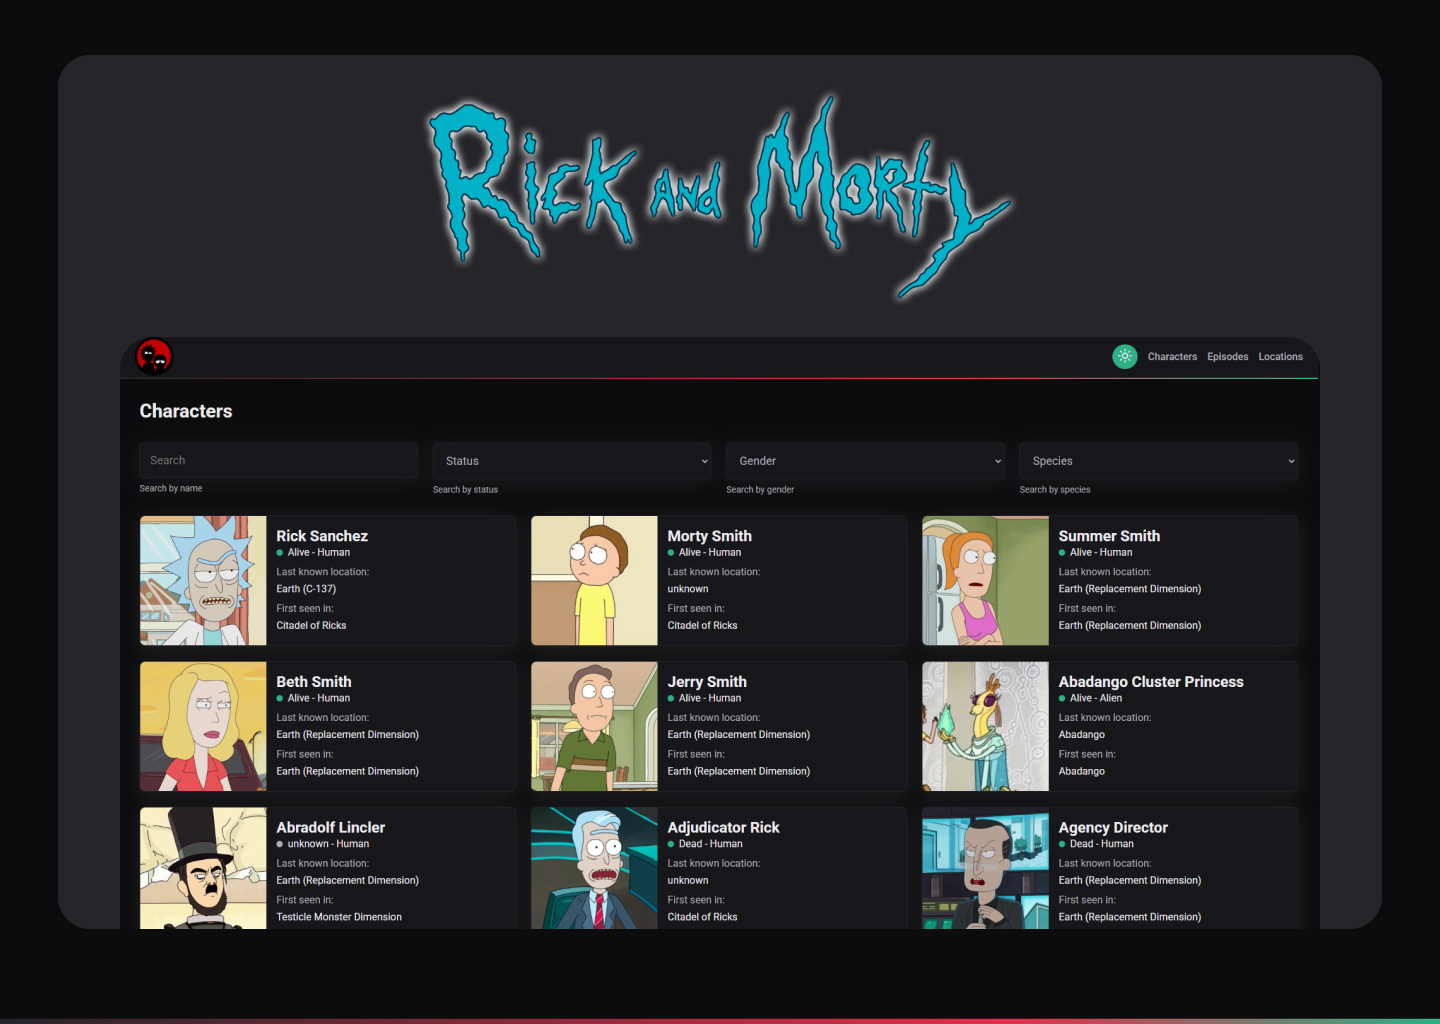 Rick and Morty
Characters Episodes Locations
Characters
Search
Status
Gender
Species
Search by name
Search by status
Search by gender
Search by species
Rick Sanchez
Alive - Human
Last known location:
Earth (C-137)
First seen in:
Citadel of Ricks
Morty Smith
Alive - Human
Last known location:
unknown
First seen in:
Citadel of Ricks
Summer Smith
Alive - Human
Last known location:
Earth (Replacement Dimension)
First seen in:
Earth (Replacement Dimension)
Beth Smith
Alive - Human
Last known location:
Earth (Replacement Dimension)
First seen in:
Earth (Replacement Dimension)
Jerry Smith
Alive - Human
Last known location:
Earth (Replacement Dimension)
First seen in:
Earth (Replacement Dimension)
Abadango Cluster Princess
Alive - Alien
Last known location:
Abadango
First seen in:
Abadango
Abradolf Lincler
unknown - Human
Last known location:
Earth (Replacement Dimension)
First seen in:
Testicle Monster Dimension
Adjudicator Rick
Dead - Human
Last known location:
unknown
First seen in:
Citadel of Ricks
Agency Director
Dead - Human
Last known location:
Earth (Replacement Dimension)
First seen in:
Earth (Replacement Dimension)